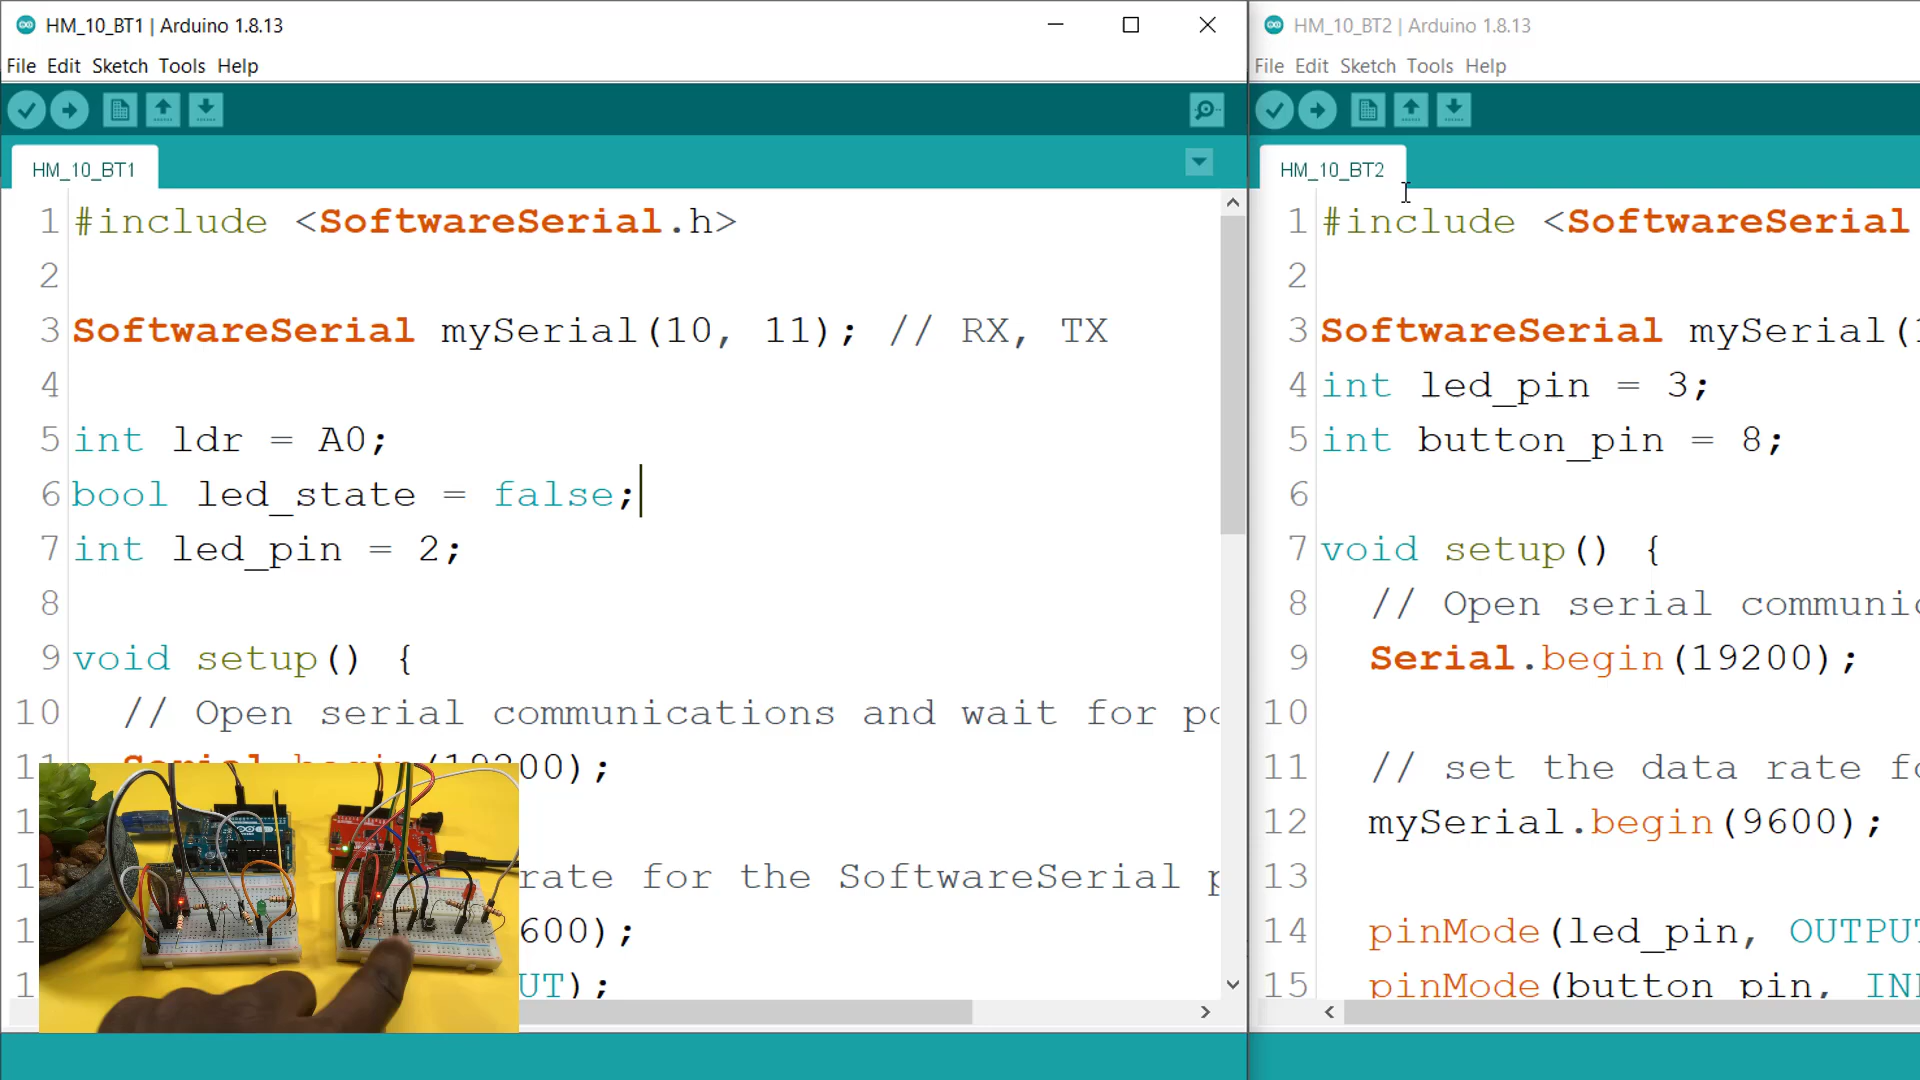 HM_10_BT1 | Arduino 1.8.13
File Edit Sketch Tools Help
HM_10_BT1
1 #include <SoftwareSerial.h>
2
3 SoftwareSerial mySerial(10, 11); // RX, TX
4
5 int ldr = A0;
6 bool led_state = false;
7 int led_pin = 2;
8
9 void setup() {
10 // Open serial communications and wait for po
11 Serial.begin(19200);
1
1 rate for the SoftwareSerial p
1 600);
1 UT);
HM_10_BT2 | Arduino 1.8.13
File Edit Sketch Tools Help
HM_10_BT2
1 #include <SoftwareSerial
2
3 SoftwareSerial mySerial(1
4 int led_pin = 3;
5 int button_pin = 8;
6
7 void setup() {
8 // Open serial communic
9 Serial.begin(19200);
10
11 // set the data rate fo
12 mySerial.begin(9600);
13
14 pinMode(led_pin, OUTPUT
15 pinMode(button_pin, IN